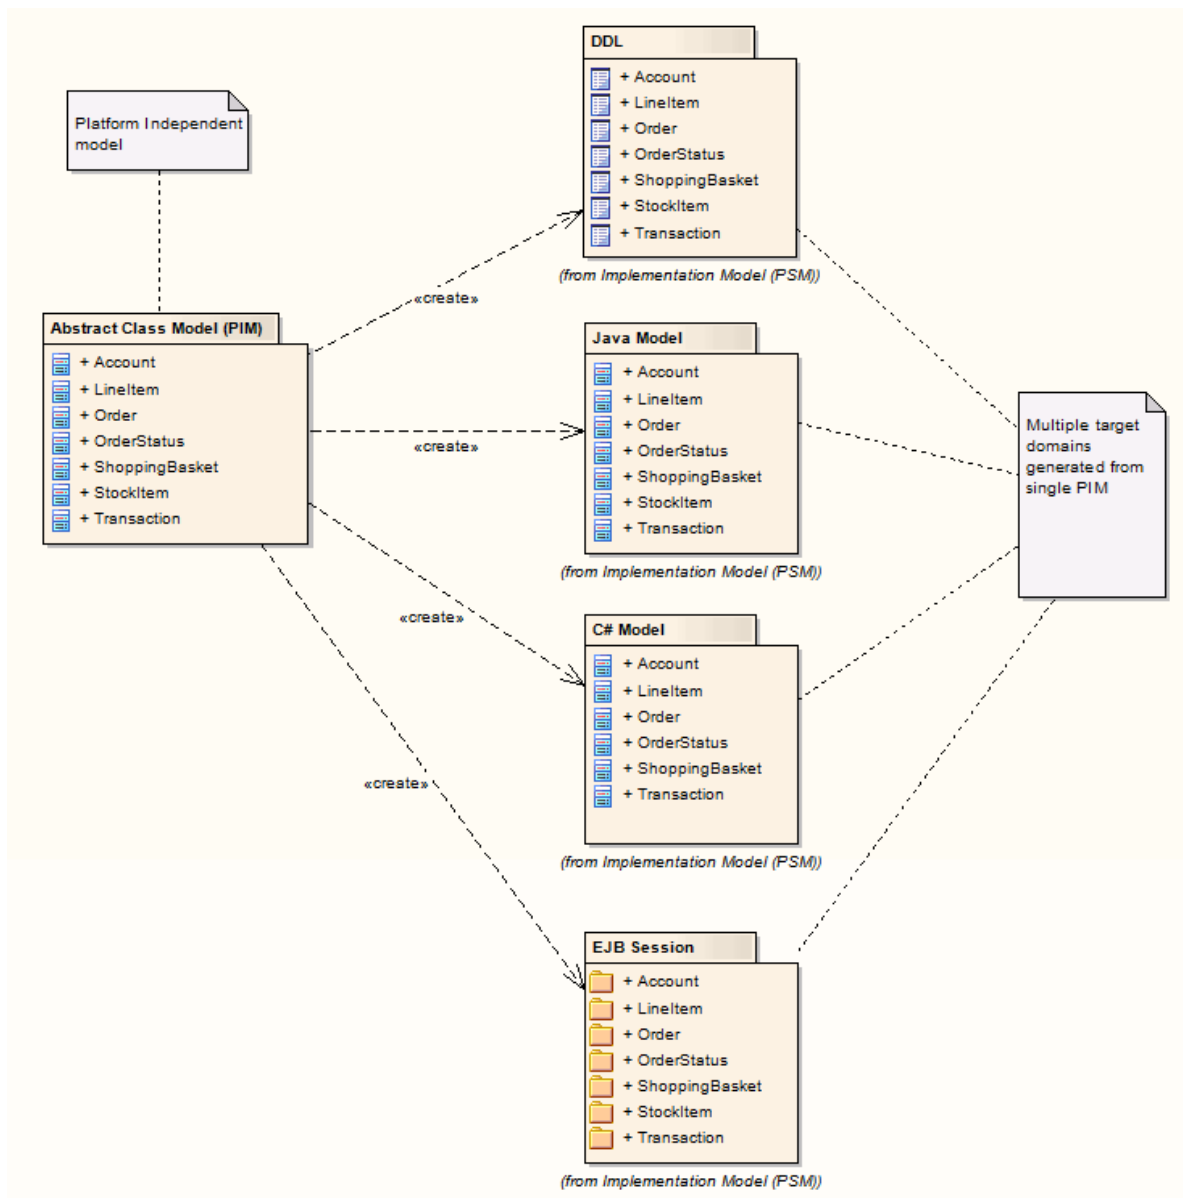 Platform Independent
model
Abstract Class Model (PIM)
+ Account
+ LineItem
+ Order
+ OrderStatus
+ ShoppingBasket
+ StockItem
+ Transaction
«create»
«create»
«create»
«create»
DDL
+ Account
+ LineItem
+ Order
+ OrderStatus
+ ShoppingBasket
+ StockItem
+ Transaction
(from Implementation Model (PSM))
Java Model
+ Account
+ LineItem
+ Order
+ OrderStatus
+ ShoppingBasket
+ StockItem
+ Transaction
(from Implementation Model (PSM))
C# Model
+ Account
+ LineItem
+ Order
+ OrderStatus
+ ShoppingBasket
+ Transaction
(from Implementation Model (PSM))
EJB Session
+ Account
+ LineItem
+ Order
+ OrderStatus
+ ShoppingBasket
+ StockItem
+ Transaction
(from Implementation Model (PSM))
Multiple target
domains
generated from
single PIM